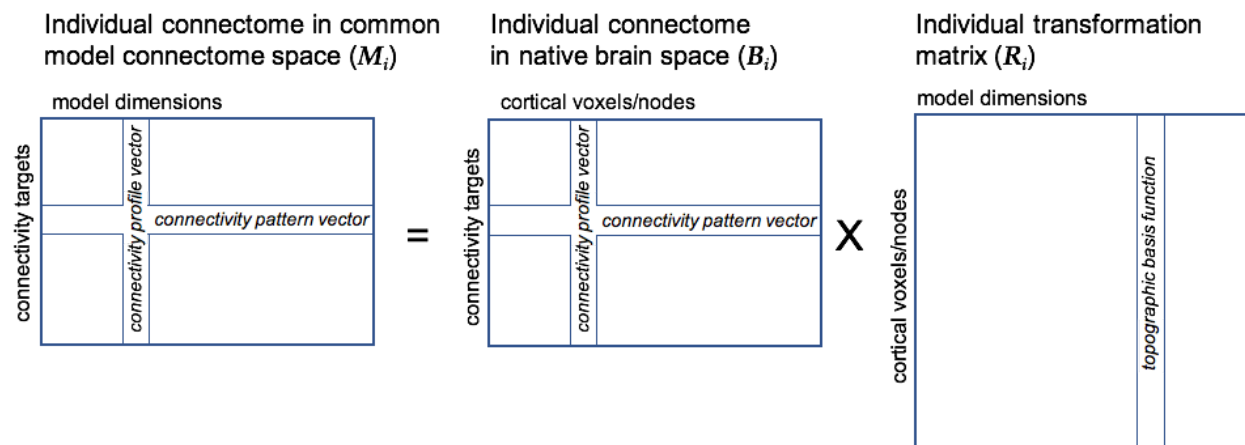 Individual connectome in common
model connectome space (Mᵢ)
model dimensions
connectivity targets
connectivity profile vector
connectivity pattern vector
=
Individual connectome
in native brain space (Bᵢ)
cortical voxels/nodes
connectivity targets
connectivity profile vector
connectivity pattern vector
X
Individual transformation
matrix (Rᵢ)
model dimensions
cortical voxels/nodes
topographic basis function